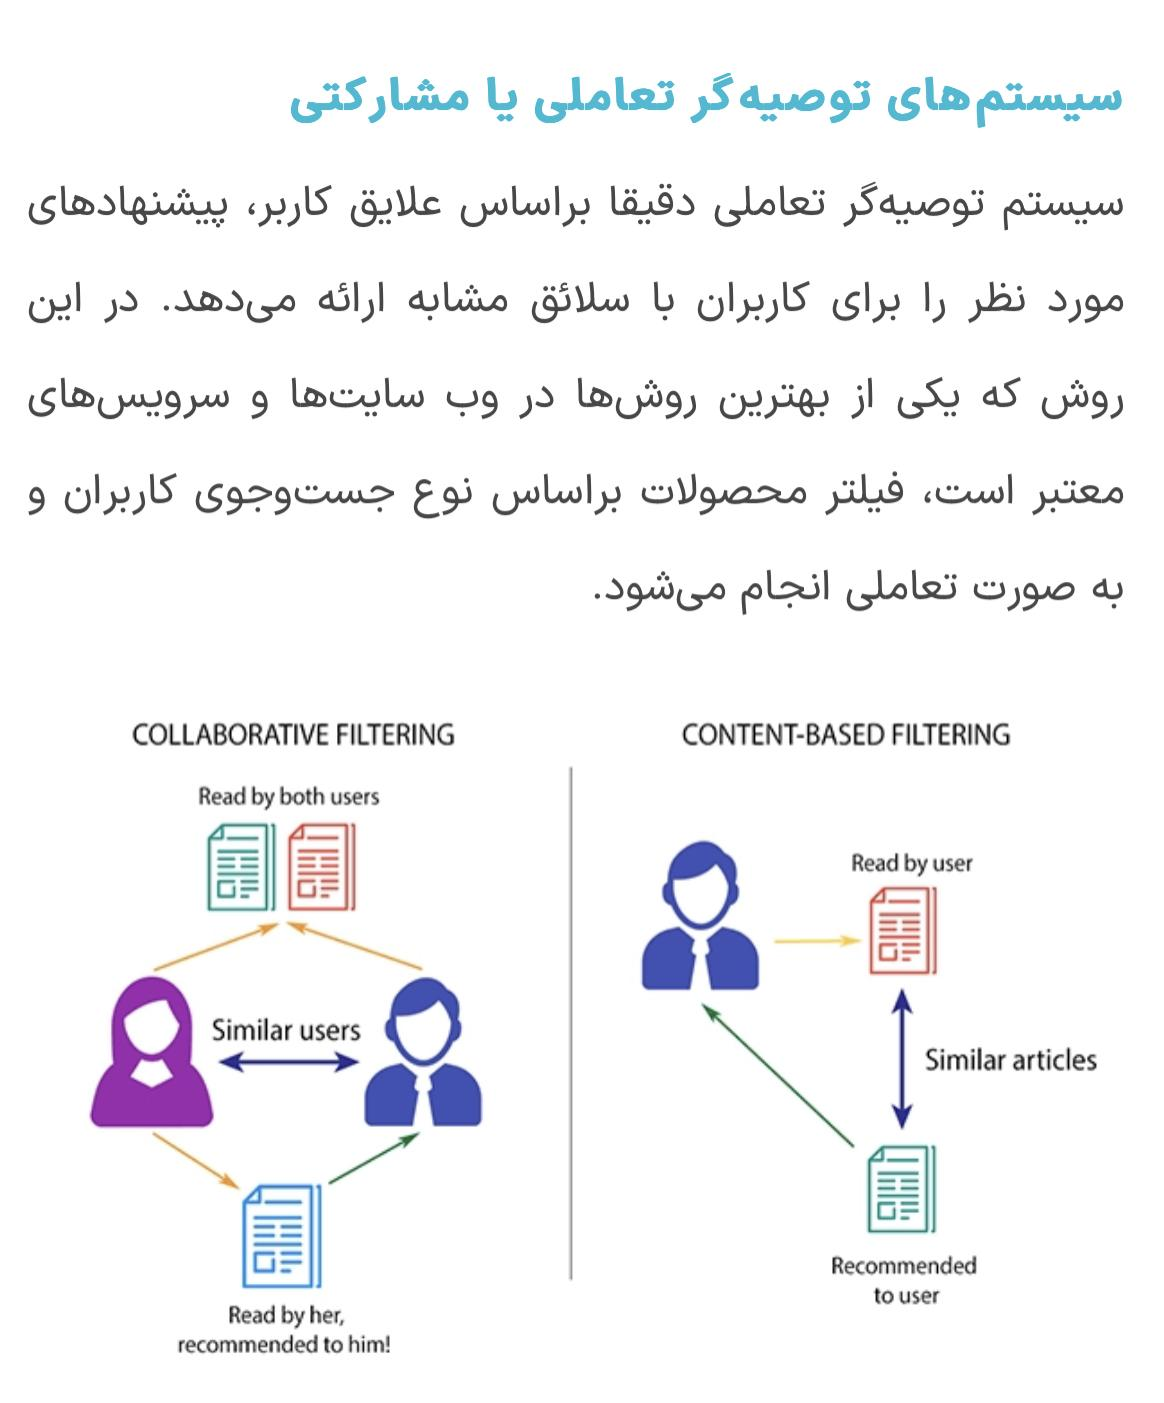 سیستم‌های توصیه‌گر تعاملی یا مشارکتی
سیستم توصیه‌گر تعاملی دقیقا براساس علایق کاربر، پیشنهادهای
مورد نظر را برای کاربران با سلائق مشابه ارائه می‌دهد. در این
روش که یکی از بهترین روش‌ها در وب سایت‌ها و سرویس‌های
معتبر است، فیلتر محصولات براساس نوع جست‌وجوی کاربران و
به صورت تعاملی انجام می‌شود.
COLLABORATIVE FILTERING
Read by both users
Similar users
Read by her,
recommended to him!
CONTENT-BASED FILTERING
Read by user
Similar articles
Recommended
to user